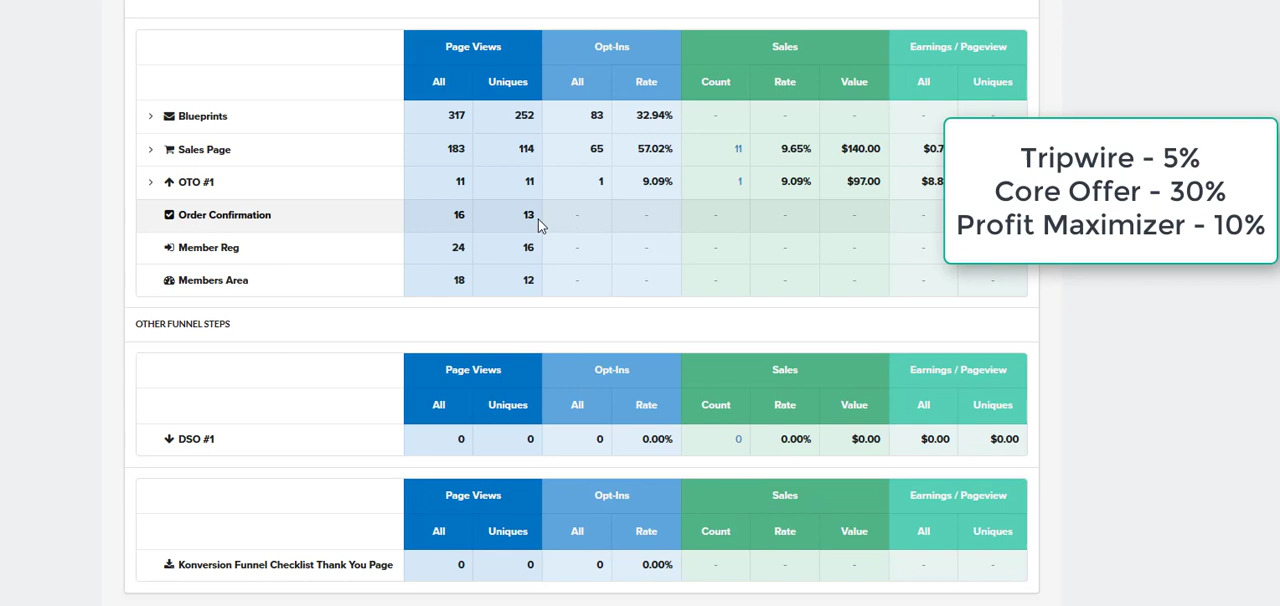 Page Views Opt-Ins Sales Earnings / Pageview
All Uniques All Rate Count Rate Value All Uniques
Blueprints 317 252 83 32.94% - - - - -
Sales Page 183 114 65 57.02% 11 9.65% $140.00 $0.7
OTO #1 11 11 1 9.09% 1 9.09% $97.00 $8.8
Order Confirmation 16 13 - - - - - -
Member Reg 24 16 - - - - - -
Members Area 18 12 - - - - - - -
Tripwire - 5%
Core Offer - 30%
Profit Maximizer - 10%
OTHER FUNNEL STEPS
Page Views Opt-Ins Sales Earnings / Pageview
All Uniques All Rate Count Rate Value All Uniques
DSO #1 0 0 0 0.00% 0 0.00% $0.00 $0.00 $0.00
Page Views Opt-Ins Sales Earnings / Pageview
All Uniques All Rate Count Rate Value All Uniques
Konversion Funnel Checklist Thank You Page 0 0 0 0.00% - - - - -